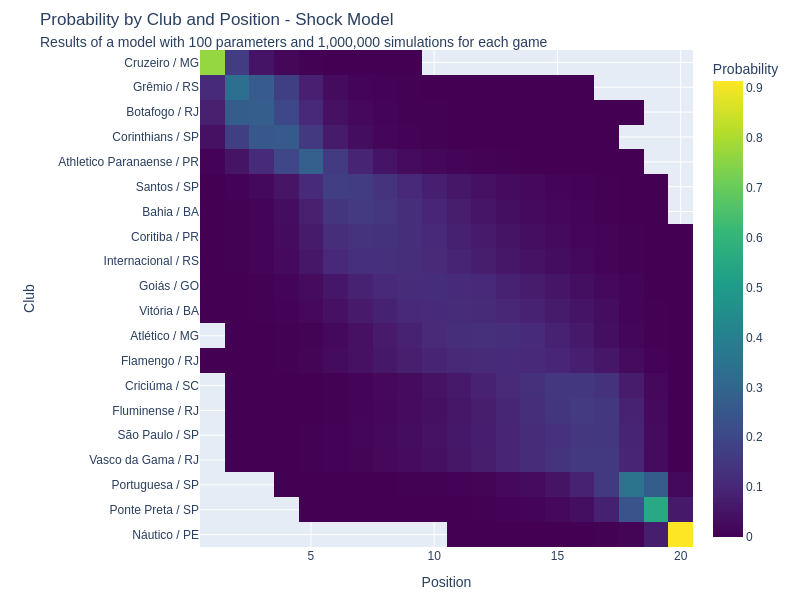 Probability by Club and Position - Shock Model
Results of a model with 100 parameters and 1,000,000 simulations for each game
Probability
Club
Cruzeiro / MG
Grêmio / RS
Botafogo / RJ
Corinthians / SP
Athletico Paranaense / PR
Santos / SP
Bahia / BA
Coritiba / PR
Internacional / RS
Goiás / GO
Vitória / BA
Atlético / MG
Flamengo / RJ
Criciúma / SC
Fluminense / RJ
São Paulo / SP
Vasco da Gama / RJ
Portuguesa / SP
Ponte Preta / SP
Náutico / PE
5
10
15
20
Position
0.9
0.8
0.7
0.6
0.5
0.4
0.3
0.2
0.1
0